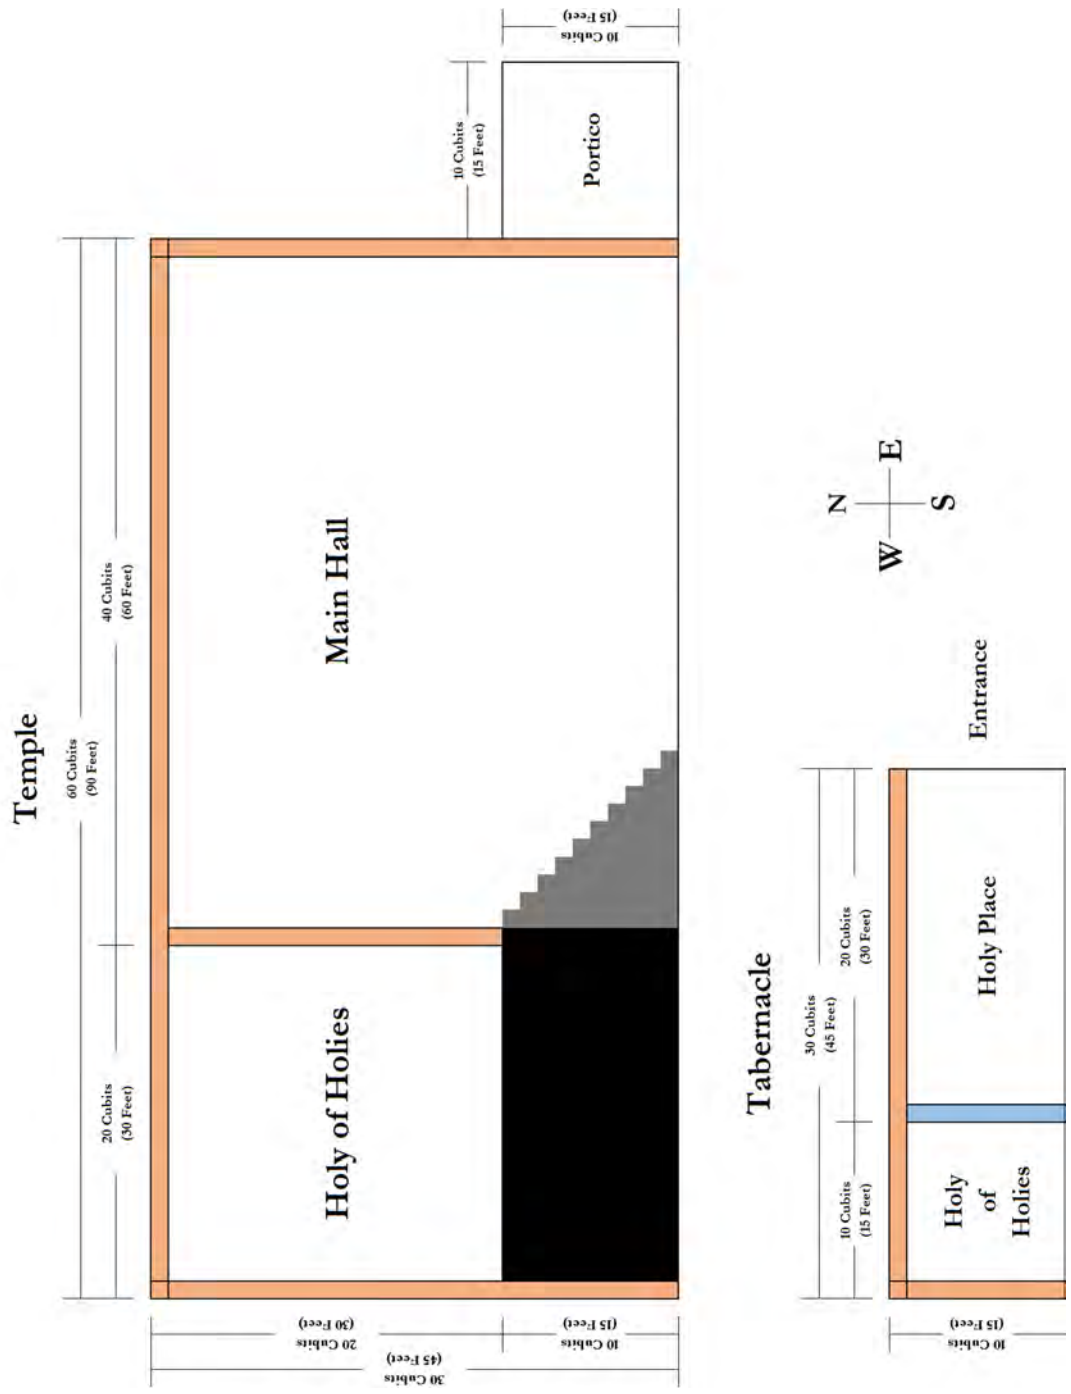 Temple
60 Cubits
(90 Feet)
20 Cubits
(30 Feet)
40 Cubits
(60 Feet)
10 Cubits
(15 Feet)
Holy of Holies
Main Hall
Portico
20 Cubits
(30 Feet)
10 Cubits
(15 Feet)
30 Cubits
(45 Feet)
10 Cubits
(15 Feet)
Tabernacle
30 Cubits
(45 Feet)
10 Cubits
(15 Feet)
20 Cubits
(30 Feet)
Holy
of
Holies
Holy Place
Entrance
10 Cubits
(15 Feet)
N
W
E
S